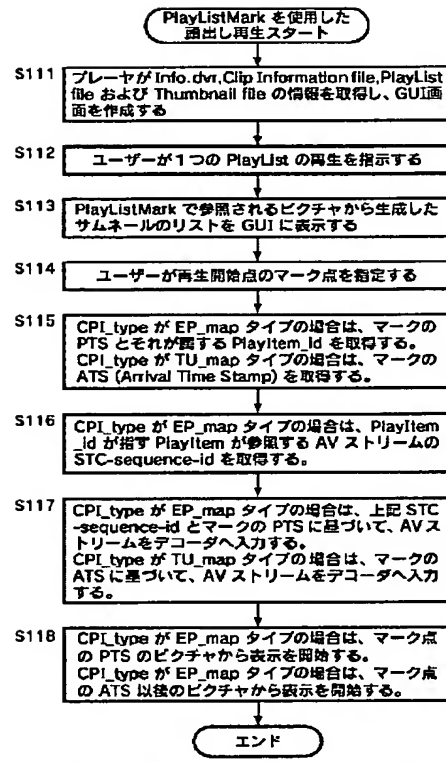 PlayListMark を使用した
頭出し再生スタート
S111
プレーヤが Info.dvr,Clip Information file,PlayList
file および Thumbnail file の情報を取得し、GUI画
面を作成する
S112
ユーザーが1つの PlayList の再生を指示する
S113
PlayListMark で参照されるピクチャから生成した
サムネールのリストを GUI に表示する
S114
ユーザーが再生開始点のマーク点を指定する
S115
CPI_type が EP_map タイプの場合は、マークの
PTS とそれが属する PlayItem_id を取得する。
CPI_type が TU_map タイプの場合は、マークの
ATS (Arrival Time Stamp) を取得する。
S116
CPI_type が EP_map タイプの場合は、PlayItem
_id が指す PlayItem が参照する AV ストリームの
STC-sequence-id を取得する。
S117
CPI_type が EP_map タイプの場合は、上記 STC
-sequence-id とマークの PTS に基づいて、AVス
トリームをデコーダへ入力する。
CPI_type が TU_map タイプの場合は、マークの
ATS に基づいて、AV ストリームをデコーダへ入力
する。
S118
CPI_type が EP_map タイプの場合は、マーク点
の PTS のピクチャから表示を開始する。
CPI_type が EP_map タイプの場合は、マーク点
の ATS 以後のピクチャから表示を開始する。
エンド